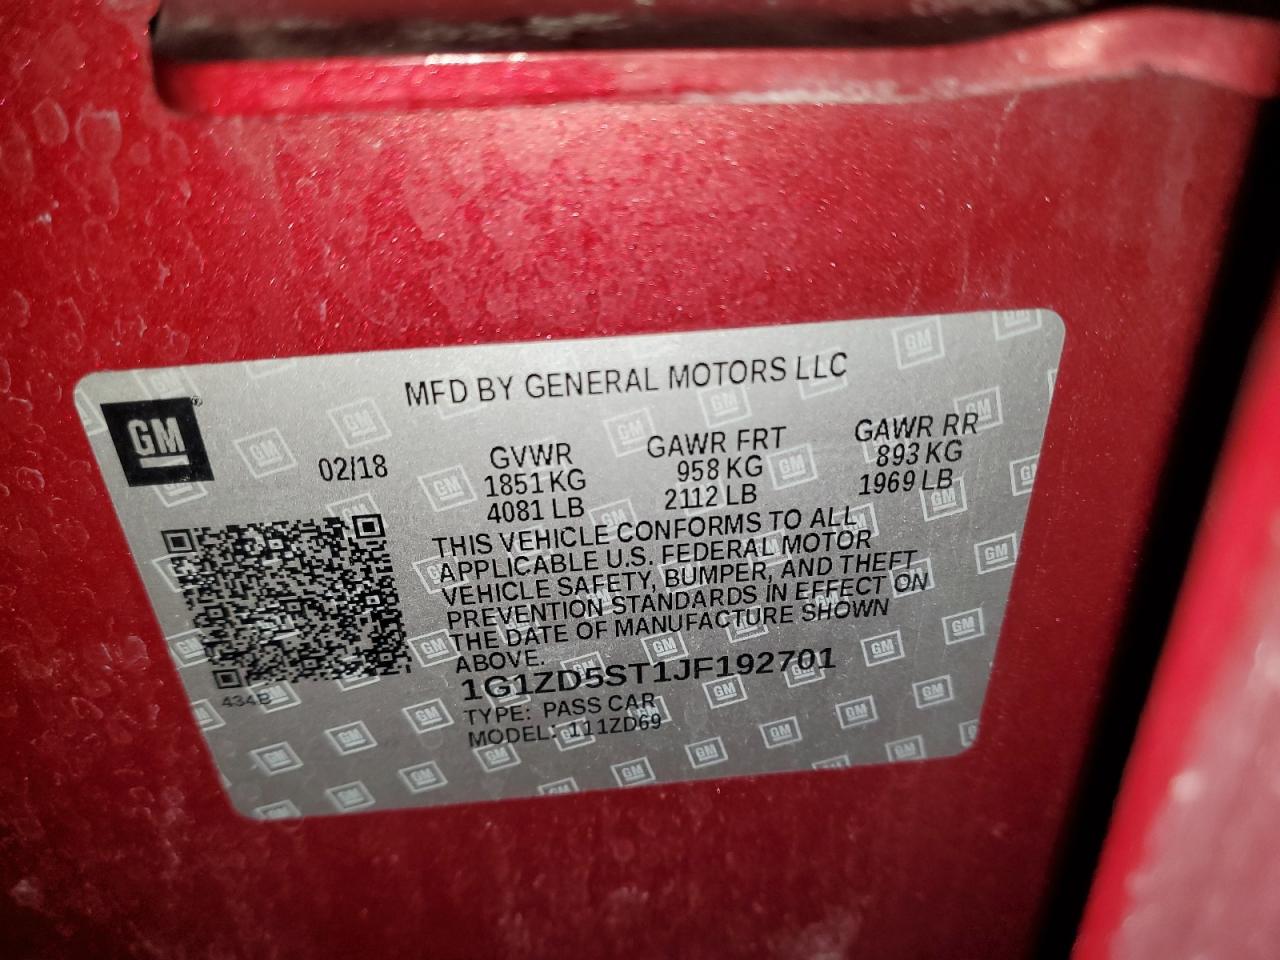 MFD BY GENERAL MOTORS LLC
GM
02/18
GVWR GAWR FRT GAWR RR
1851 KG 958 KG 893 KG
4081 LB 2112 LB 1969 LB
THIS VEHICLE CONFORMS TO ALL
APPLICABLE U.S. FEDERAL MOTOR
VEHICLE SAFETY, BUMPER, AND THEFT
PREVENTION STANDARDS IN EFFECT ON
THE DATE OF MANUFACTURE SHOWN
ABOVE.
1G1ZD5ST1JF192701
TYPE: PASS CAR
MODEL: 111ZD69
434B